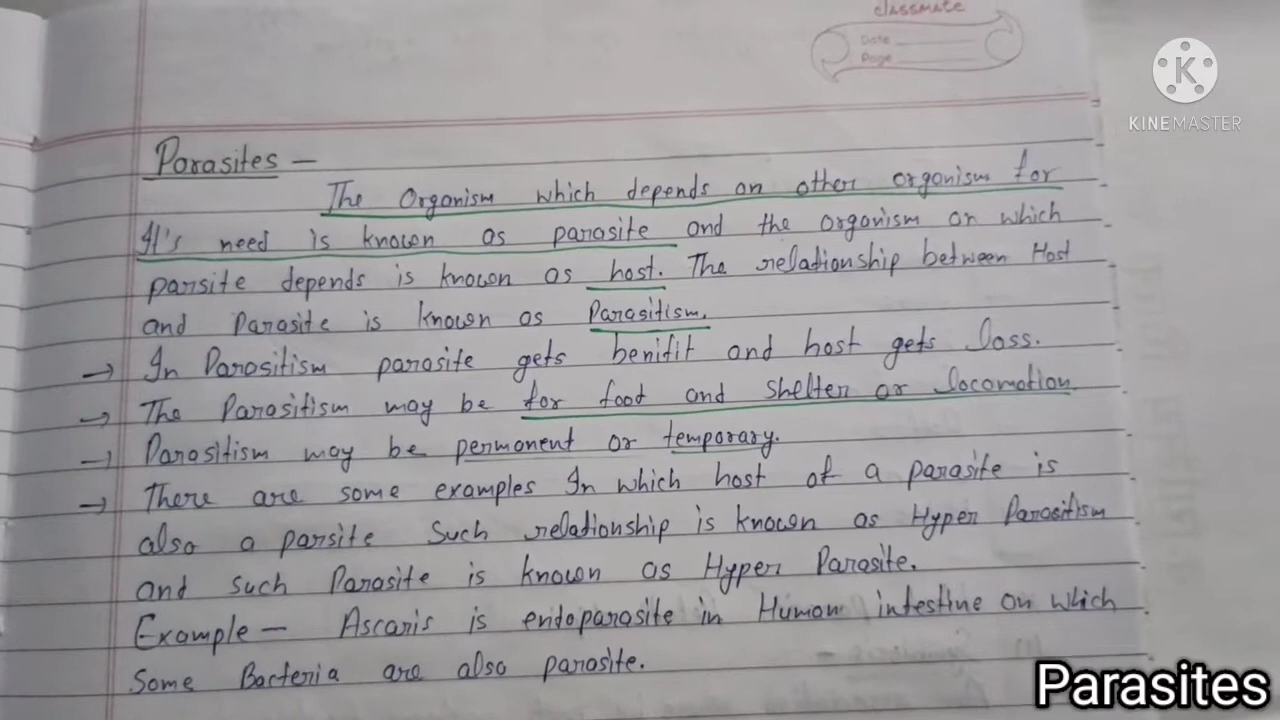 classmate
Date
Page
KINEMASTER
Parasites —
The Organism which depends on other organism for
It's need is known as parasite and the organism on which
parsite depends is known as host. The relationship between Host
and Parasite is known as Parasitism.
→ In Parasitism parasite gets benifit and host gets loss.
→ The Parasitism may be for food and shelter or locomotion
→ Parasitism may be permanent or temporary.
→ There are some examples In which host of a parasite is
also a parsite Such relationship is known as Hyper Parasitism
and such Parasite is known as Hyper Parasite.
Example — Ascaris is endoparasite in Human intestine on which
Some Bacteria are also parasite.
Parasites